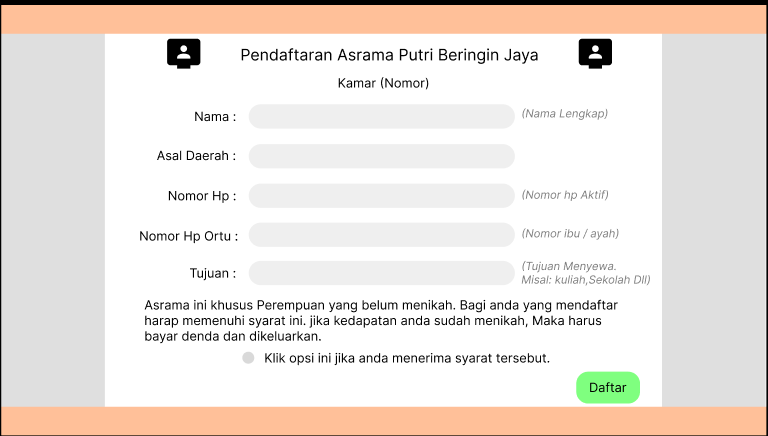 Pendaftaran Asrama Putri Beringin Jaya
Kamar (Nomor)
Nama :
(Nama Lengkap)
Asal Daerah :
Nomor Hp :
(Nomor hp Aktif)
Nomor Hp Ortu :
(Nomor ibu / ayah)
Tujuan :
(Tujuan Menyewa.
Misal: kuliah,Sekolah Dll)
Asrama ini khusus Perempuan yang belum menikah. Bagi anda yang mendaftar
harap memenuhi syarat ini. jika kedapatan anda sudah menikah, Maka harus
bayar denda dan dikeluarkan.
Klik opsi ini jika anda menerima syarat tersebut.
Daftar